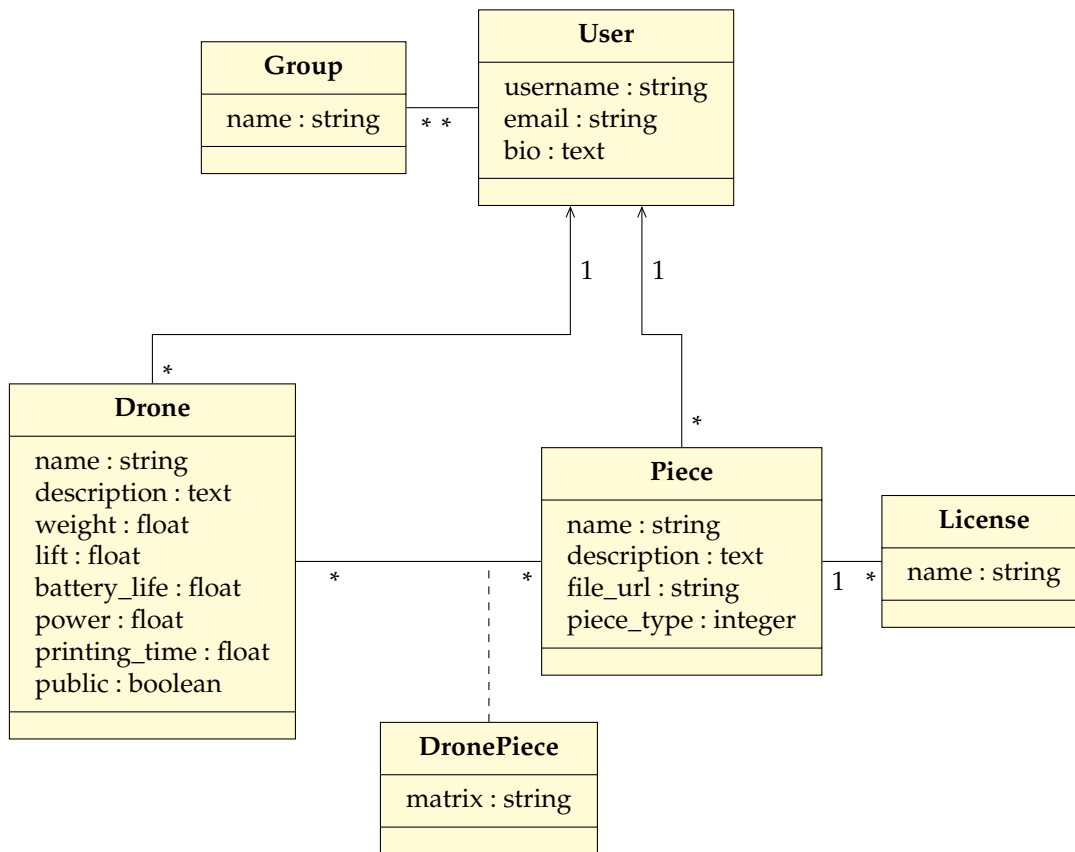 User
username : string
email : string
bio : text
Group
name : string
* *
1
1
*
*
Drone
name : string
description : text
weight : float
lift : float
battery_life : float
power : float
printing_time : float
public : boolean
*
*
Piece
name : string
description : text
file_url : string
piece_type : integer
1
*
License
name : string
DronePiece
matrix : string